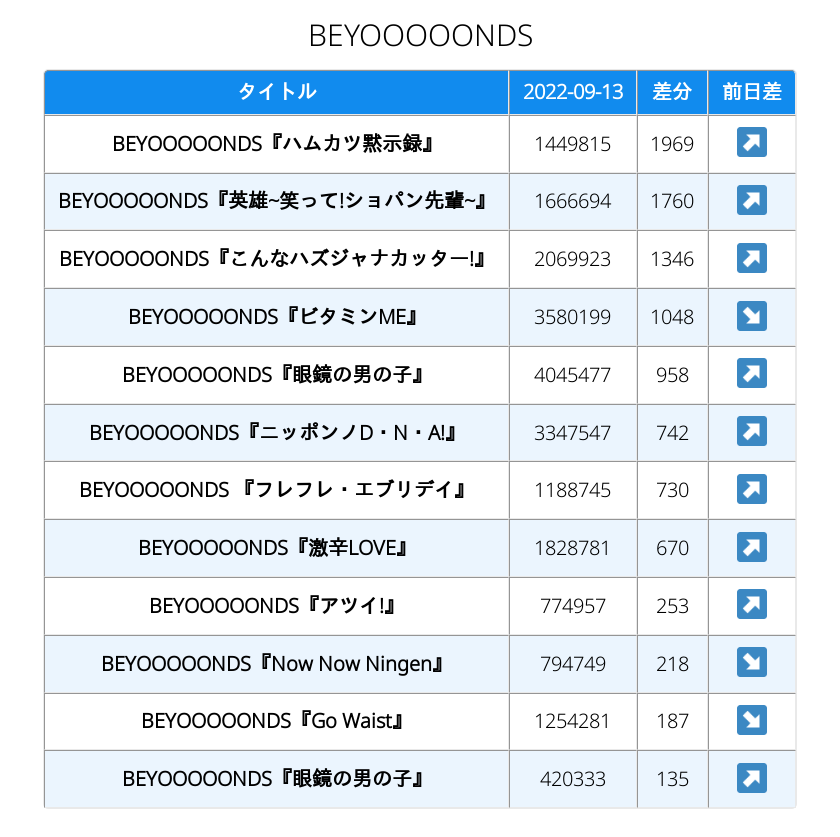 BEYOOOOONDS
タイトル 2022-09-13 差分 前日差
BEYOOOOONDS『ハムカツ黙示録』 1449815 1969 ↗
BEYOOOOONDS『英雄~笑って!ショパン先輩~』 1666694 1760 ↗
BEYOOOOONDS『こんなハズジャナカッター!』 2069923 1346 ↗
BEYOOOOONDS『ビタミンME』 3580199 1048 ↘
BEYOOOOONDS『眼鏡の男の子』 4045477 958 ↗
BEYOOOOONDS『ニッポンノD・N・A!』 3347547 742 ↗
BEYOOOOONDS 『フレフレ・エブリデイ』 1188745 730 ↗
BEYOOOOONDS『激辛LOVE』 1828781 670 ↗
BEYOOOOONDS『アツイ!』 774957 253 ↗
BEYOOOOONDS『Now Now Ningen』 794749 218 ↘
BEYOOOOONDS『Go Waist』 1254281 187 ↘
BEYOOOOONDS『眼鏡の男の子』 420333 135 ↗